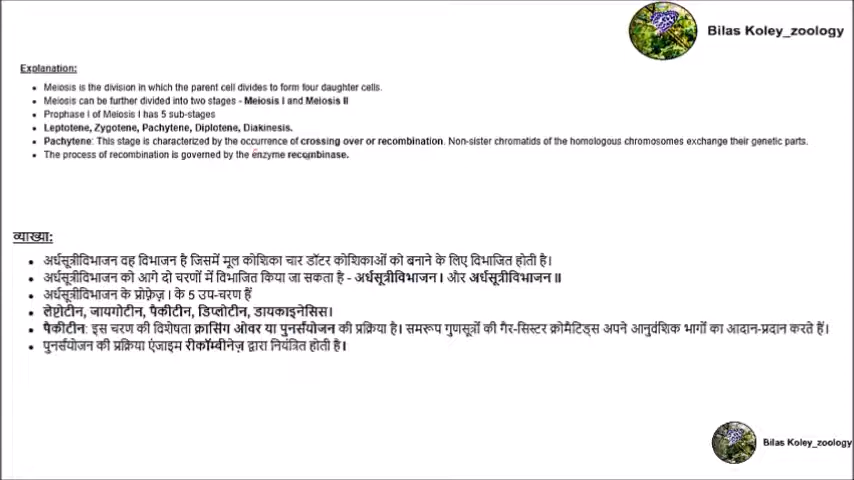 Bilas Koley_zoology
Explanation:
• Meiosis is the division in which the parent cell divides to form four daughter cells.
• Meiosis can be further divided into two stages - Meiosis I and Meiosis II
• Prophase I of Meiosis I has 5 sub-stages
• Leptotene, Zygotene, Pachytene, Diplotene, Diakinesis.
• Pachytene: This stage is characterized by the occurrence of crossing over or recombination. Non-sister chromatids of the homologous chromosomes exchange their genetic parts.
• The process of recombination is governed by the enzyme recombinase.
व्याख्या:
• अर्धसूत्रीविभाजन वह विभाजन है जिसमें मूल कोशिका चार डॉटर कोशिकाओं को बनाने के लिए विभाजित होती है।
• अर्धसूत्रीविभाजन को आगे दो चरणों में विभाजित किया जा सकता है - अर्धसूत्रीविभाजन I और अर्धसूत्रीविभाजन II
• अर्धसूत्रीविभाजन के प्रोफ़ेज़ I के 5 उप-चरण हैं
• लेप्टोटीन, जायगोटीन, पैकीटीन, डिप्लोटीन, डायकाइनेसिस।
• पैकीटीन: इस चरण की विशेषता क्रासिंग ओवर या पुनर्संयोजन की प्रक्रिया है। समरूप गुणसूत्रों की गैर-सिस्टर क्रोमैटिड्स अपने आनुवंशिक भागों का आदान-प्रदान करते हैं।
• पुनर्संयोजन की प्रक्रिया एंजाइम रीकॉम्बीनेज़ द्वारा नियंत्रित होती है।
Bilas Koley_zoology